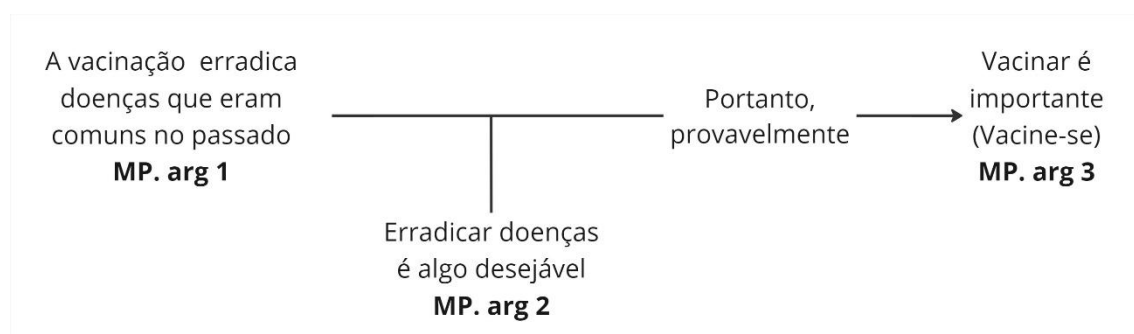 A vacinação erradica
doenças que eram
comuns no passado
MP. arg 1
Erradicar doenças
é algo desejável
MP. arg 2
Portanto,
provavelmente
Vacinar é
importante
(Vacine-se)
MP. arg 3